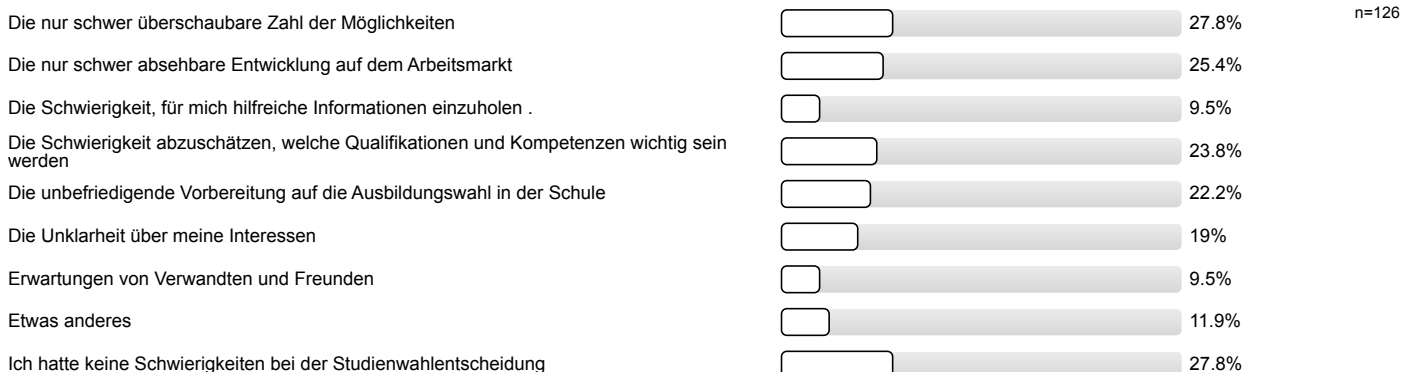 Die nur schwer überschaubare Zahl der Möglichkeiten 27.8% n=126
Die nur schwer absehbare Entwicklung auf dem Arbeitsmarkt 25.4%
Die Schwierigkeit, für mich hilfreiche Informationen einzuholen . 9.5%
Die Schwierigkeit abzuschätzen, welche Qualifikationen und Kompetenzen wichtig sein
werden 23.8%
Die unbefriedigende Vorbereitung auf die Ausbildungswahl in der Schule 22.2%
Die Unklarheit über meine Interessen 19%
Erwartungen von Verwandten und Freunden 9.5%
Etwas anderes 11.9%
Ich hatte keine Schwierigkeiten bei der Studienwahlentscheidung 27.8%